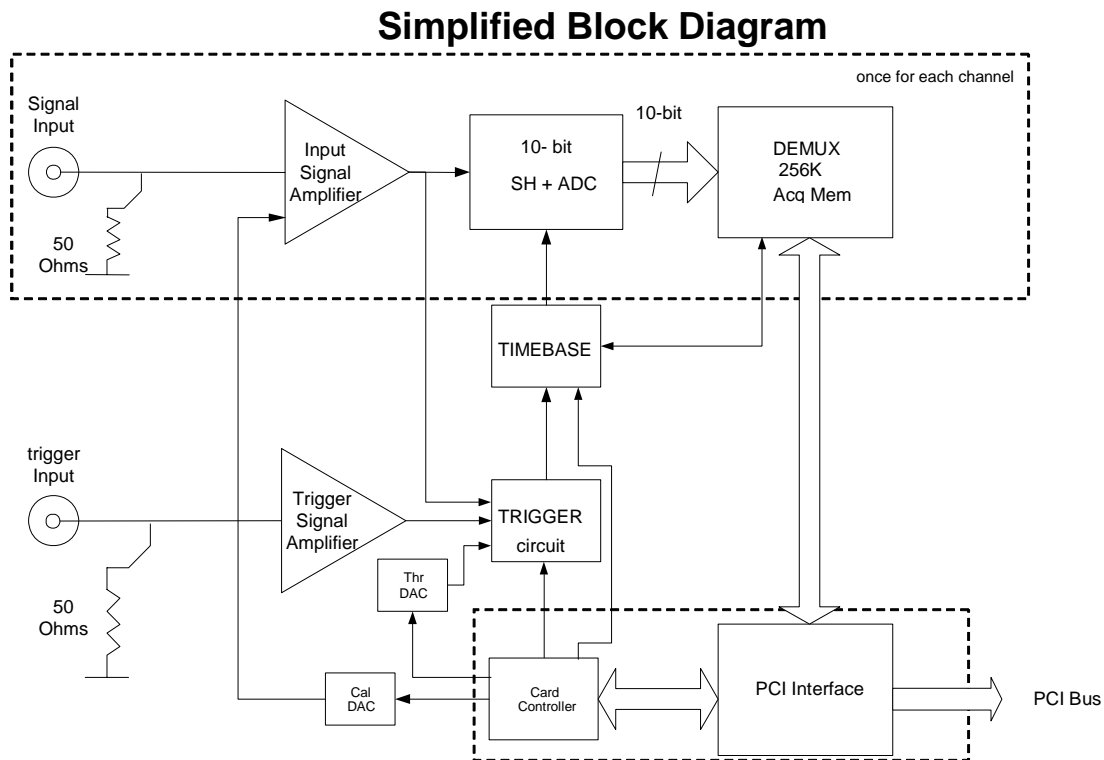 Simplified Block Diagram
once for each channel
Signal
Input
50
Ohms
Input
Signal
Amplifier
10- bit
SH + ADC
10-bit
DEMUX
256K
Acq Mem
TIMEBASE
trigger
Input
50
Ohms
Trigger
Signal
Amplifier
TRIGGER
circuit
Thr
DAC
Cal
DAC
Card
Controller
PCI Interface
PCI Bus